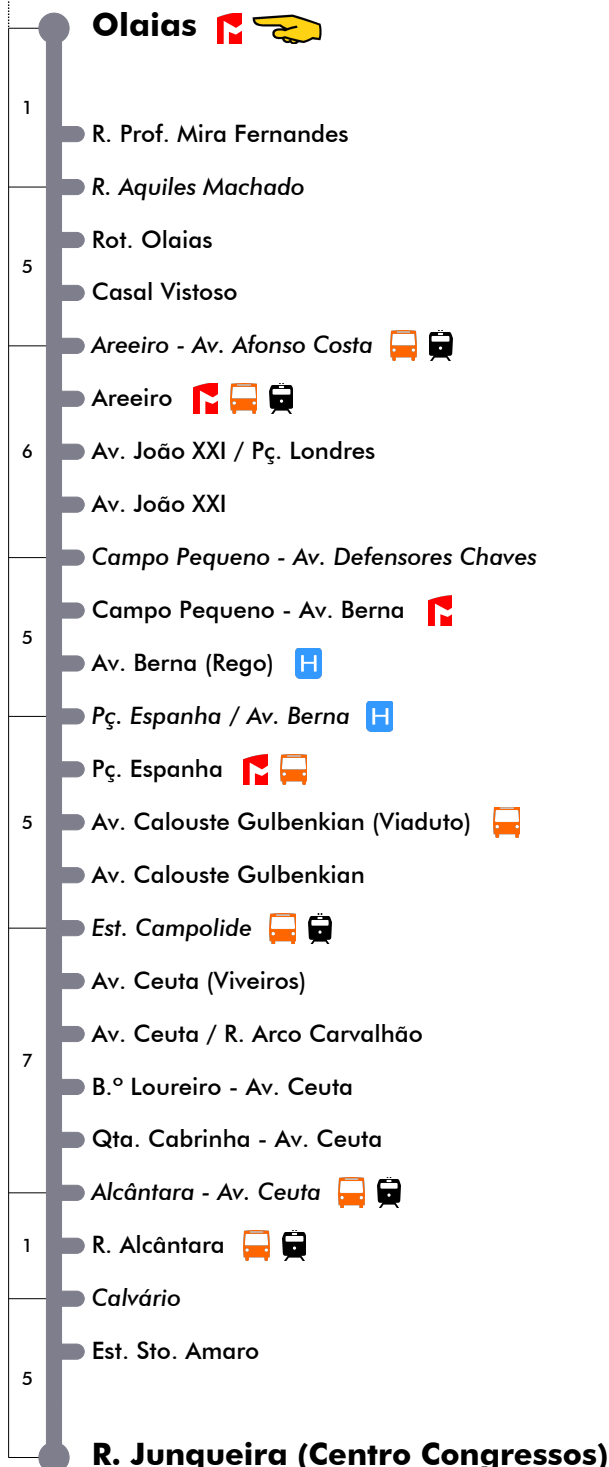 Olaias
1
R. Prof. Mira Fernandes
R. Aquiles Machado
Rot. Olaias
5
Casal Vistoso
Areeiro - Av. Afonso Costa
Areeiro
6
Av. João XXI / Pç. Londres
Av. João XXI
Campo Pequeno - Av. Defensores Chaves
Campo Pequeno - Av. Berna
5
Av. Berna (Rego) H
Pç. Espanha / Av. Berna H
Pç. Espanha
5
Av. Calouste Gulbenkian (Viaduto)
Av. Calouste Gulbenkian
Est. Campolide
Av. Ceuta (Viveiros)
Av. Ceuta / R. Arco Carvalhão
7
B.º Loureiro - Av. Ceuta
Qta. Cabrinha - Av. Ceuta
Alcântara - Av. Ceuta
1
R. Alcântara
Calvário
Est. Sto. Amaro
5
R. Junqueira (Centro Congressos)